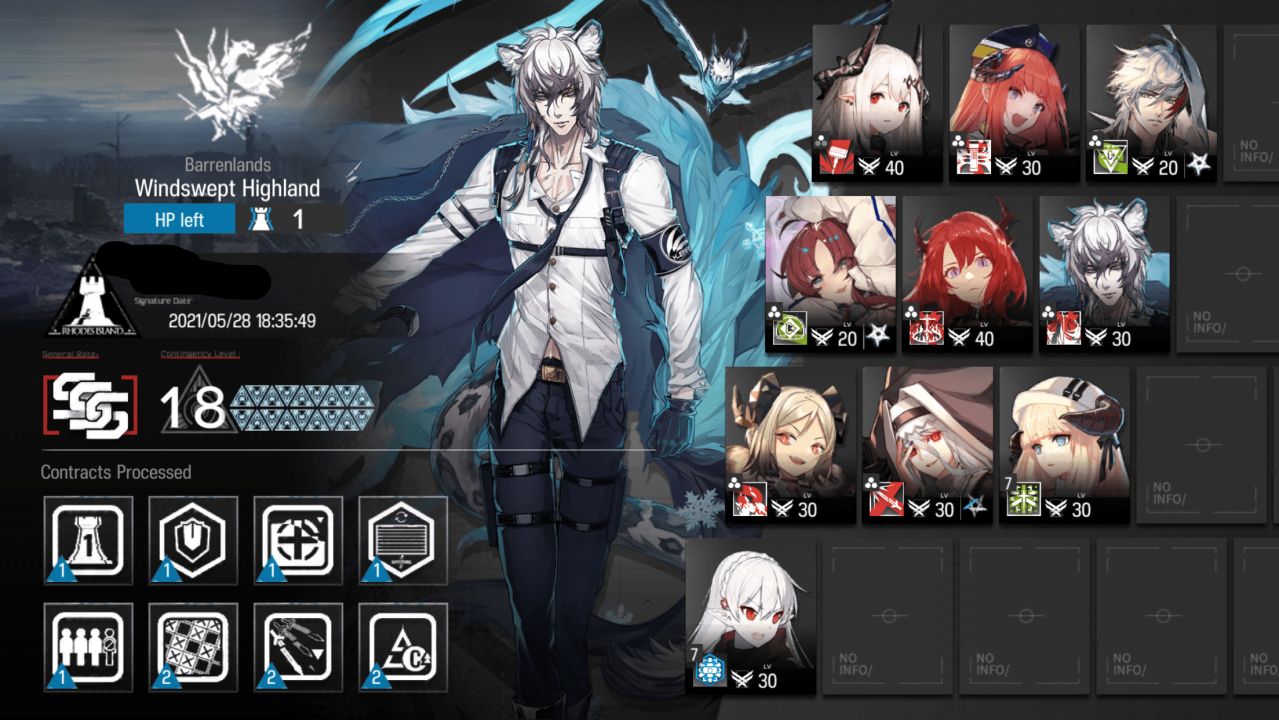 Barrenlands
Windswept Highland
HP left 1
Signature Date
2021/05/28 18:35:49
RHODES ISLAND
General Rate:
Contingency Level:
SSS
18
Contracts Processed
1
1
1
1
1
1
2
2
2
LV
40
LV
30
LV
20
NO
INFO/
LV
20
LV
40
LV
30
NO
INFO/
LV
30
LV
30
7
LV
30
NO
INFO/
7
LV
30
NO
INFO/
NO
INFO/
NO
INFO/
NO
INFO